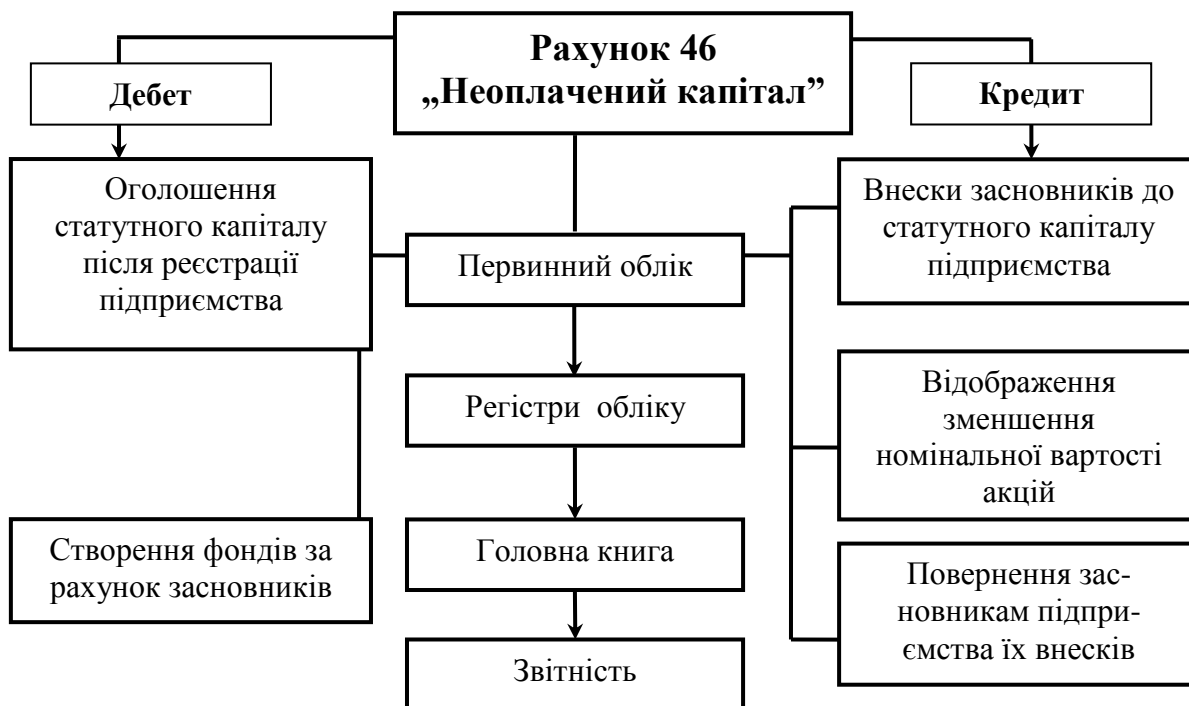 Рахунок 46
„Неоплачений капітал”
Дебет
Кредит
Оголошення
статутного капіталу
після реєстрації
підприємства
Створення фондів за
рахунок засновників
Первинний облік
Регістри  обліку
Головна книга
Звітність
Внески засновників до
статутного капіталу
підприємства
Відображення
зменшення
номінальної вартості
акцій
Повернення зас-
новникам підпри-
ємства їх внесків